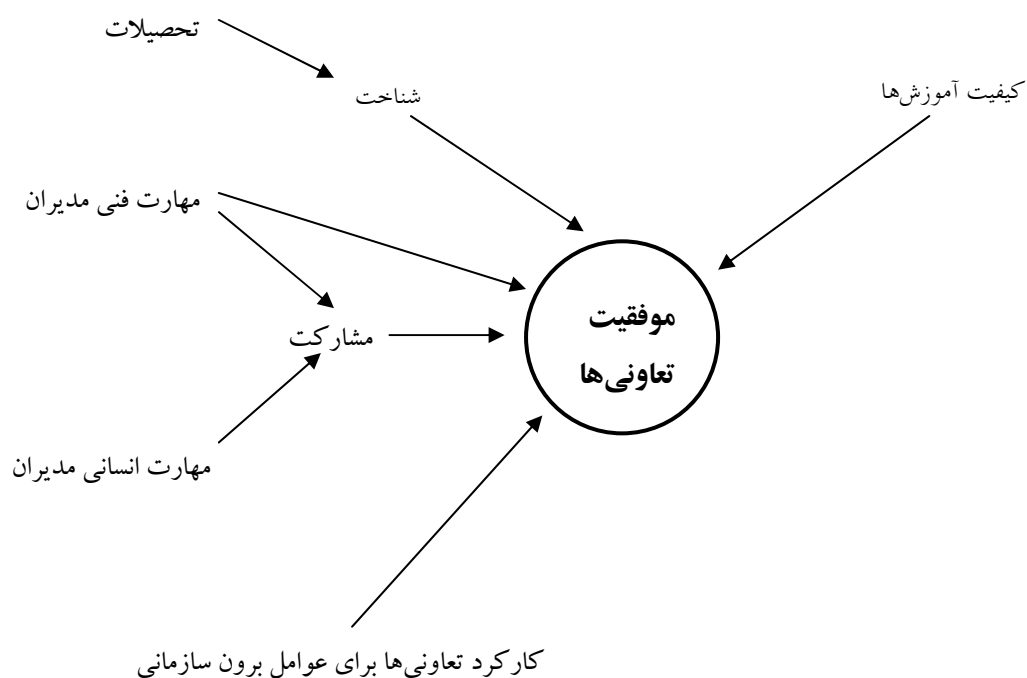 تحصیلات
شناخت
کیفیت آموزش‌ها
مهارت فنی مدیران
موفقیت
تعاونی‌ها
مشارکت
مهارت انسانی مدیران
کارکرد تعاونی‌ها برای عوامل برون سازمانی